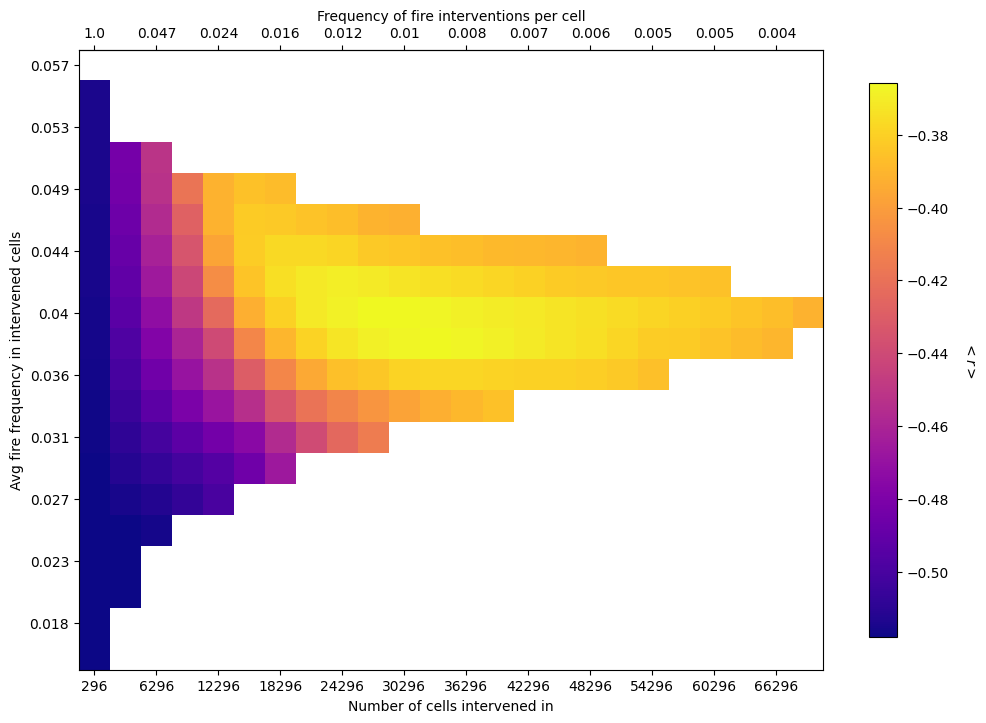 Frequency of fire interventions per cell
1.0 0.047 0.024 0.016 0.012 0.01 0.008 0.007 0.006 0.005 0.005 0.004
Avg fire frequency in intervened cells
0.057
0.053
0.049
0.044
0.04
0.036
0.031
0.027
0.023
0.018
296 6296 12296 18296 24296 30296 36296 42296 48296 54296 60296 66296
Number of cells intervened in
−0.38
−0.40
−0.42
−0.44
−0.46
−0.48
−0.50
< r >